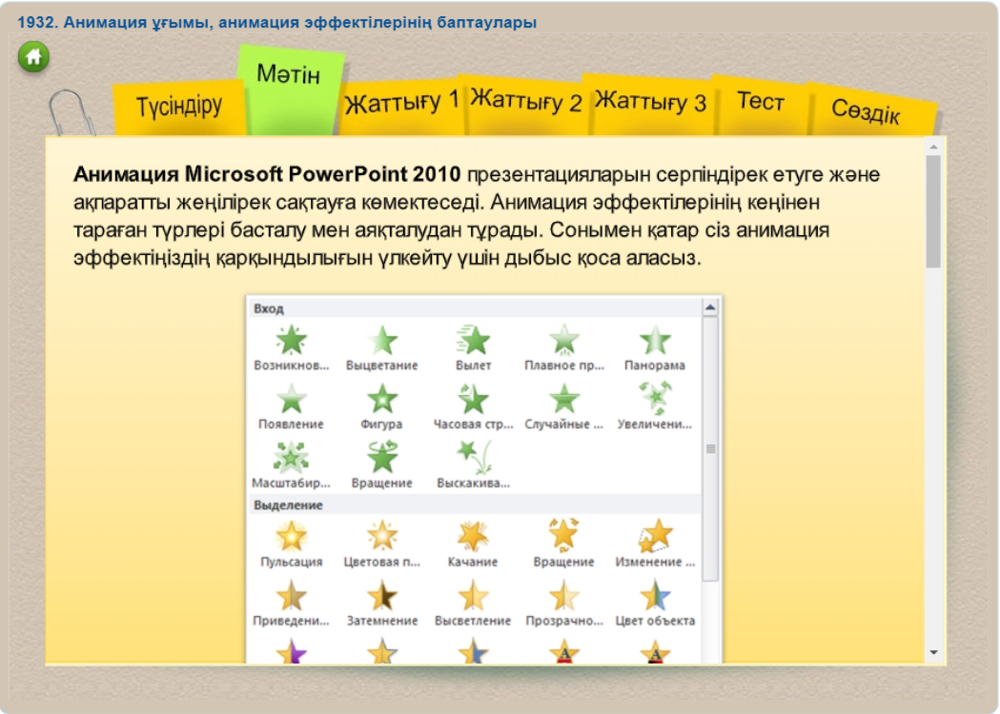 1932. Анимация ұғымы, анимация эффектілерінің баптаулары
Түсіндіру
Мәтін
Жаттығу 1
Жаттығу 2
Жаттығу 3
Тест
Сөздік
Анимация Microsoft PowerPoint 2010 презентацияларын серпіндірек етуге және
ақпаратты жеңілірек сақтауға көмектеседі. Анимация эффектілерінің кеңінен
тараған түрлері басталу мен аяқталудан тұрады. Сонымен қатар сіз анимация
эффектіңіздің қарқындылығын үлкейту үшін дыбыс қоса аласыз.
Вход
Возникнов... Выцветание Вылет Плавное пр... Панорама
Появление Фигура Часовая стр... Случайные ... Увеличени...
Масштабир... Вращение Выскакива...
Выделение
Пульсация Цветовая п... Качание Вращение Изменение ...
Приведени... Затемнение Высветление Прозрачно... Цвет объекта